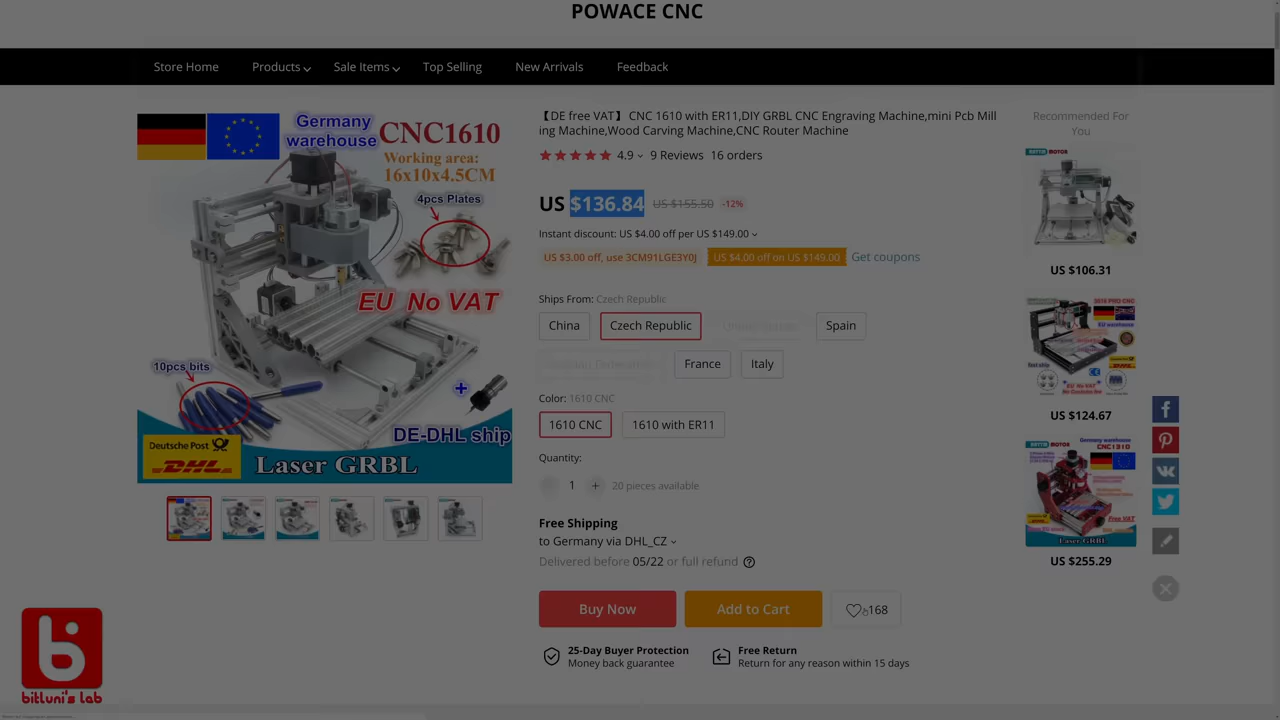 POWACE CNC
Store Home
Products
Sale Items
Top Selling
New Arrivals
Feedback
Germany
warehouse
CNC1610
Working area:
16x10x4.5CM
4pcs Plates
EU No VAT
10pcs bits
DE-DHL ship
Deutsche Post
DHL
Laser GRBL
【DE free VAT】 CNC 1610 with ER11,DIY GRBL CNC Engraving Machine,mini Pcb Mill
ing Machine,Wood Carving Machine,CNC Router Machine
4.9 9 Reviews 16 orders
US $136.84 US $155.50 -12%
Instant discount: US $4.00 off per US $149.00
US $3.00 off, use 3CM91LGE3Y0J US $4.00 off on US $149.00 Get coupons
Ships From: Czech Republic
China Czech Republic Spain
France Italy
Color: 1610 CNC
1610 CNC 1610 with ER11
Quantity:
1 + 20 pieces available
Free Shipping
to Germany via DHL_CZ
Delivered before 05/22 or full refund
Buy Now Add to Cart 168
25-Day Buyer Protection
Money back guarantee
Free Return
Return for any reason within 15 days
Recommended For
You
US $106.31
US $124.67
US $255.29
bitluni's lab